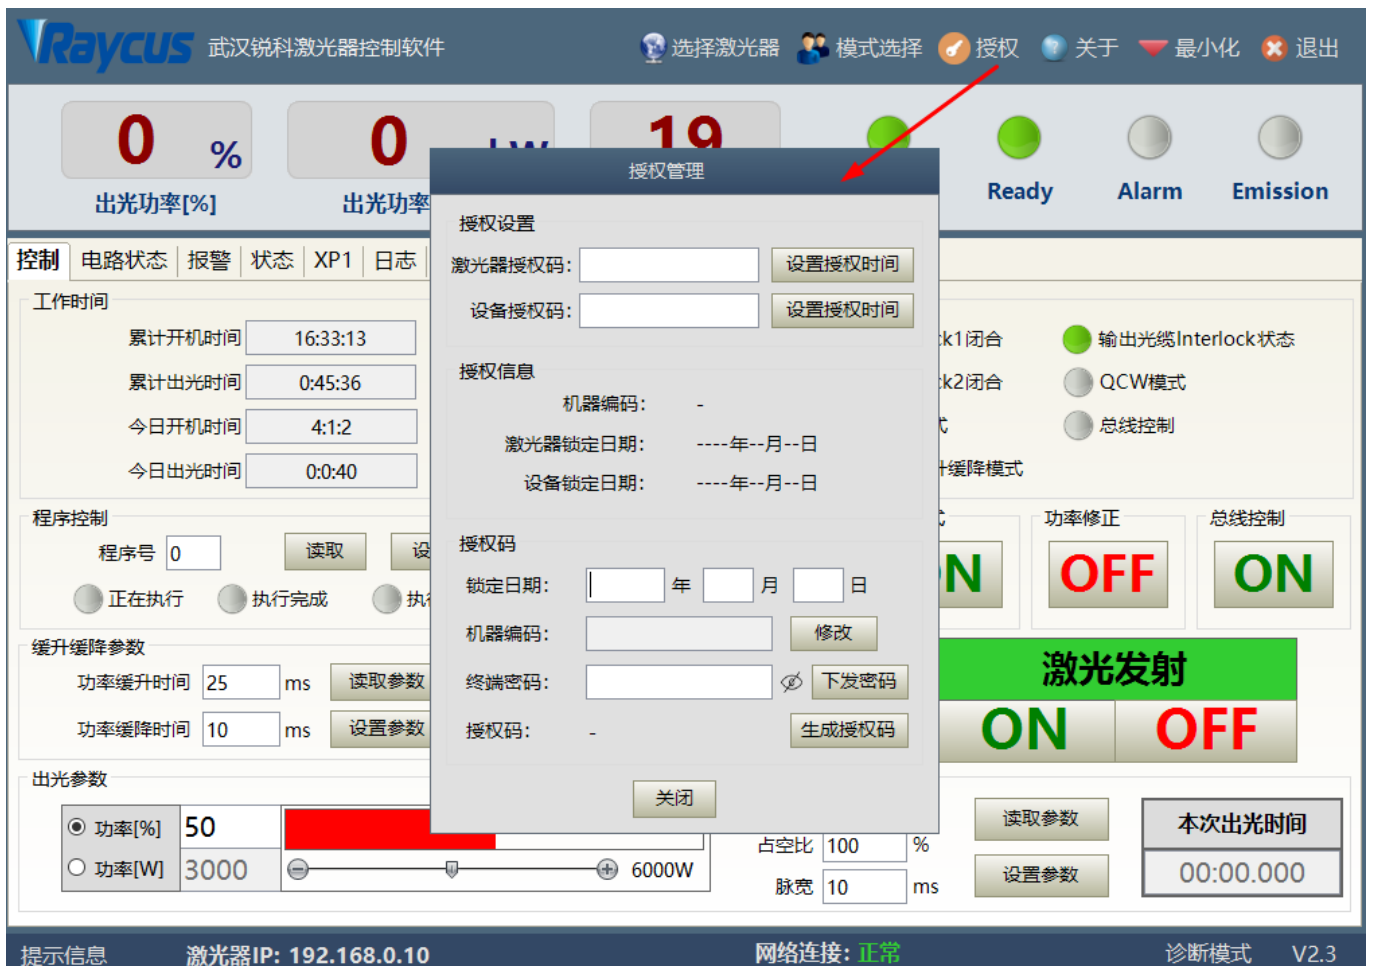 Raycus 武汉锐科激光器控制软件 选择激光器 模式选择 授权 关于 最小化 退出
0 % 0 19
出光功率[%] 出光功率 Ready Alarm Emission
授权管理
控制 电路状态 报警 状态 XP1 日志
工作时间
累计开机时间 16:33:13
累计出光时间 0:45:36
今日开机时间 4:1:2
今日出光时间 0:0:40
程序控制
程序号 0 读取 设
正在执行 执行完成 执行
缓升缓降参数
功率缓升时间 25 ms 读取参数
功率缓降时间 10 ms 设置参数
出光参数
功率[%] 50
功率[W] 3000 6000W
授权设置
激光器授权码: 设置授权时间
设备授权码: 设置授权时间
授权信息
机器编码: -
激光器锁定日期: ----年--月--日
设备锁定日期: ----年--月--日
授权码
锁定日期: 年 月 日
机器编码: 修改
终端密码: 下发密码
授权码: - 生成授权码
关闭
ck1闭合 输出光缆Interlock状态
ck2闭合 QCW模式
式 总线控制
升缓降模式
式 功率修正 总线控制
N OFF ON
激光发射
ON OFF
占空比 100 % 读取参数
脉宽 10 ms 设置参数
本次出光时间
00:00.000
提示信息 激光器IP: 192.168.0.10 网络连接: 正常 诊断模式 V2.3